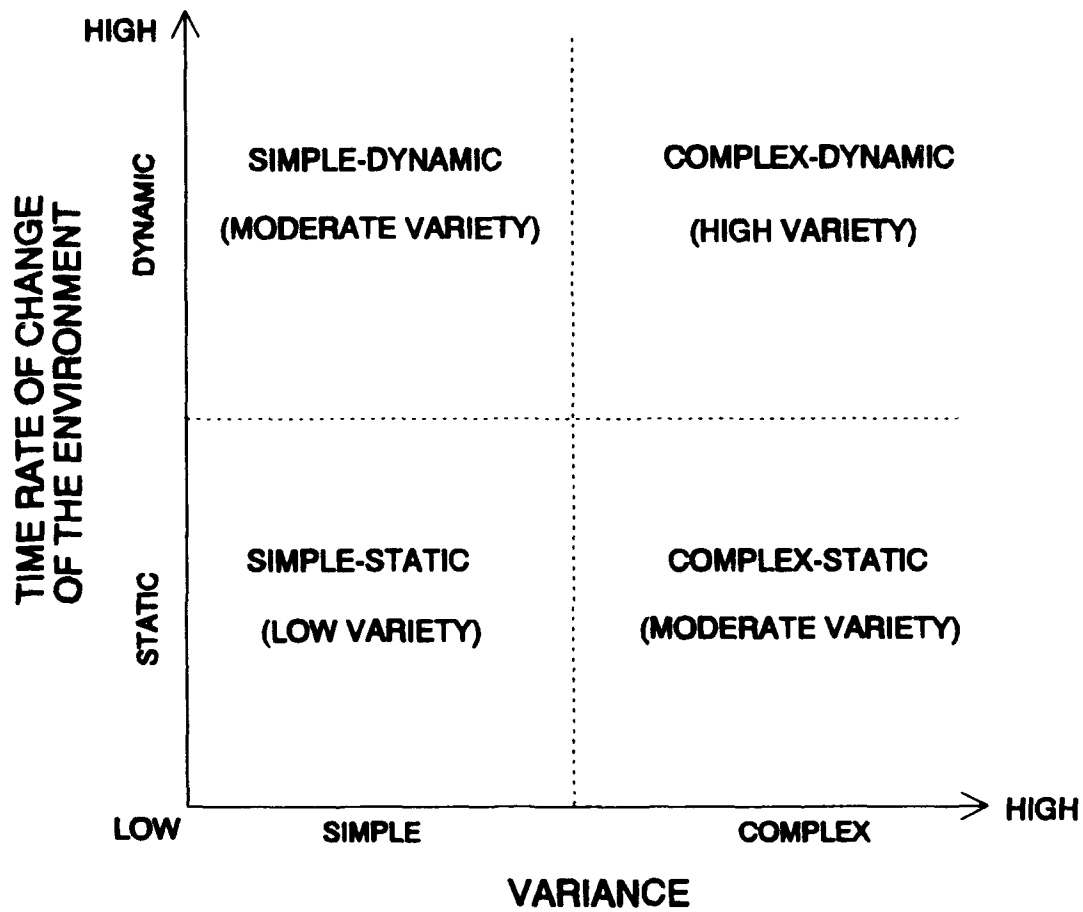 HIGH
SIMPLE-DYNAMIC
(MODERATE VARIETY)
COMPLEX-DYNAMIC
(HIGH VARIETY)
DYNAMIC
TIME RATE OF CHANGE
OF THE ENVIRONMENT
STATIC
SIMPLE-STATIC
(LOW VARIETY)
COMPLEX-STATIC
(MODERATE VARIETY)
LOW
SIMPLE
COMPLEX
HIGH
VARIANCE